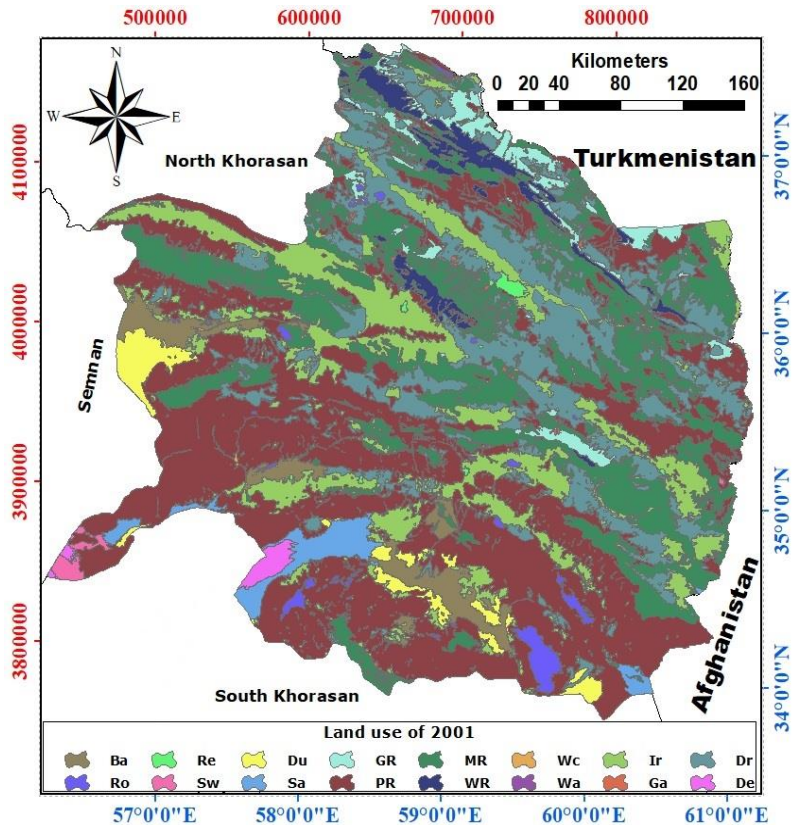 500000 600000 700000 800000
Kilometers
0 20 40 80 120 160
N
W E
S
North Khorasan
Turkmenistan
4100000
37°0'0"N
4000000
36°0'0"N
Semnan
3900000
35°0'0"N
3800000
Afghanistan
34°0'0"N
South Khorasan
Land use of 2001
Ba Re Du GR MR Wc Ir Dr
Ro Sw Sa PR WR Wa Ga De
57°0'0"E 58°0'0"E 59°0'0"E 60°0'0"E 61°0'0"E